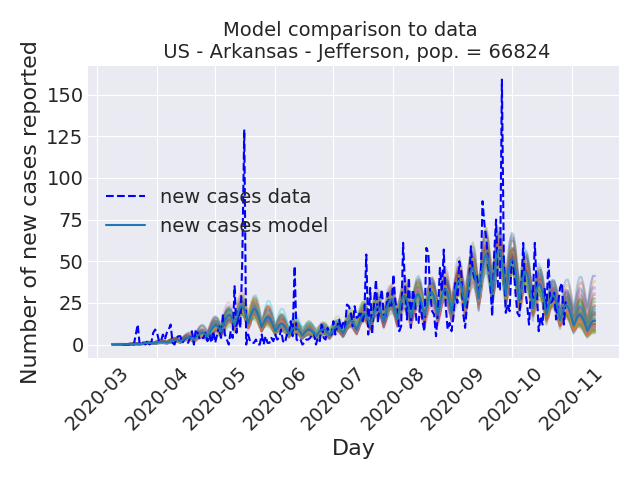 Model comparison to data
US - Arkansas - Jefferson, pop. = 66824
Number of new cases reported
150
125
100
75
50
25
0
new cases data
new cases model
2020-03
2020-04
2020-05
2020-06
2020-07
2020-08
2020-09
2020-10
2020-11
Day